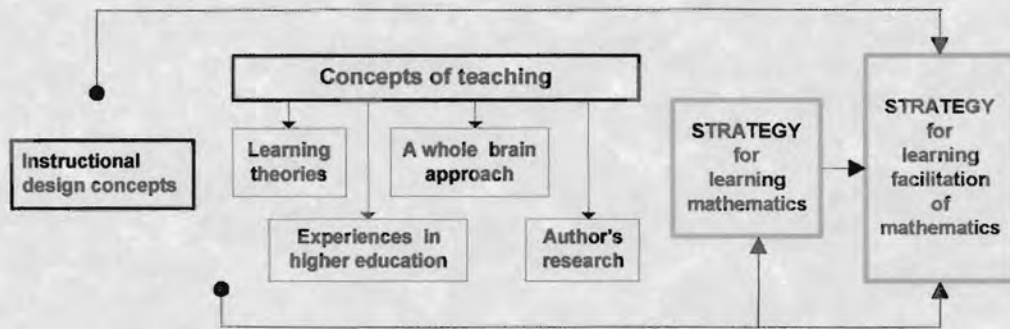 Concepts of teaching
Instructional
design concepts
Learning
theories
A whole brain
approach
Experiences in
higher education
Author's
research
STRATEGY
for
learning
mathematics
STRATEGY
for
learning
facilitation
of
mathematics